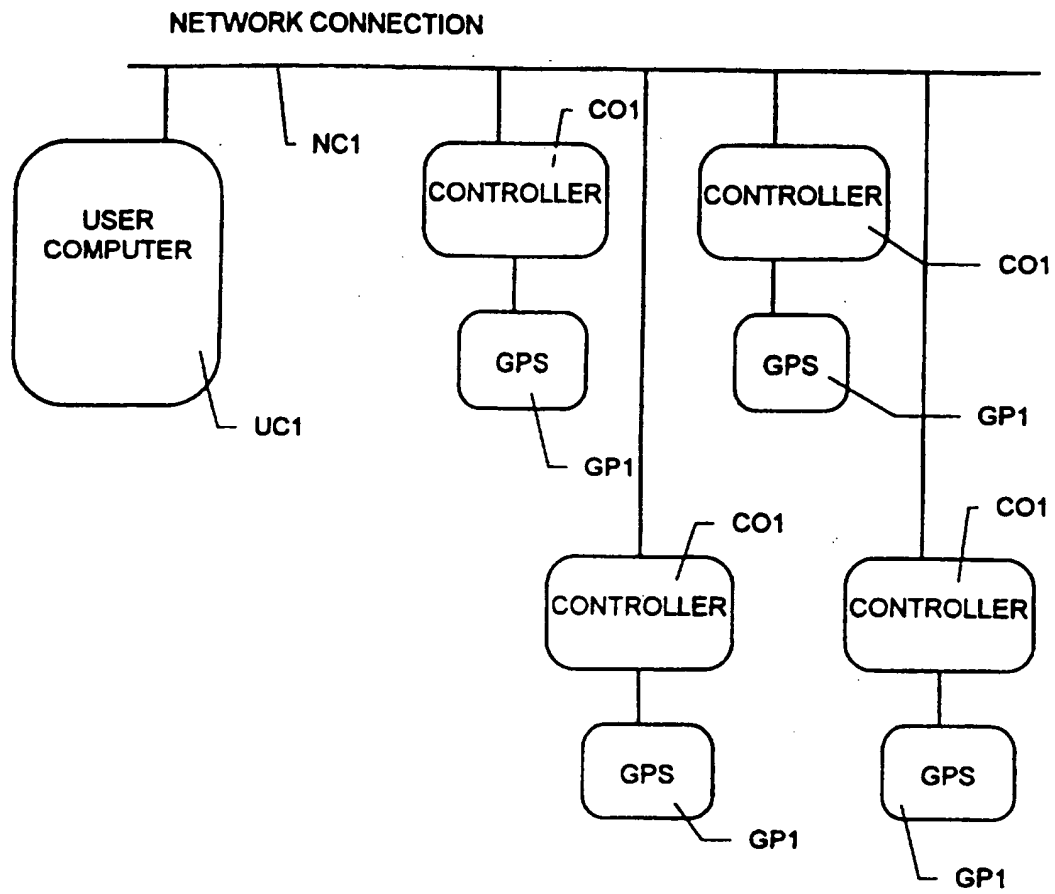 NETWORK CONNECTION
CO1
NC1
CONTROLLER
CONTROLLER
USER
COMPUTER
CO1
GPS
GPS
UC1
GP1
GP1
CO1
CO1
CONTROLLER
CONTROLLER
GPS
GPS
GP1
GP1